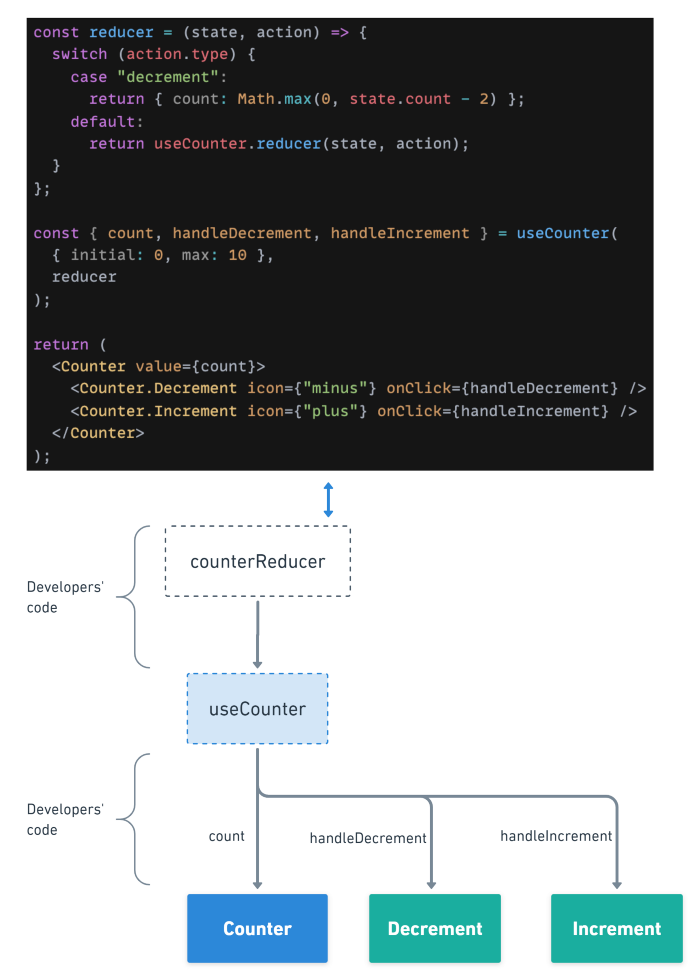 const reducer = (state, action) => {
  switch (action.type) {
    case "decrement":
      return { count: Math.max(0, state.count - 2) };
    default:
      return useCounter.reducer(state, action);
  }
};

const { count, handleDecrement, handleIncrement } = useCounter(
  { initial: 0, max: 10 },
  reducer
);

return (
  <Counter value={count}>
    <Counter.Decrement icon={"minus"} onClick={handleDecrement} />
    <Counter.Increment icon={"plus"} onClick={handleIncrement} />
  </Counter>
);
counterReducer
Developers'
code
useCounter
Developers'
code
count
handleDecrement
handleIncrement
Counter
Decrement
Increment